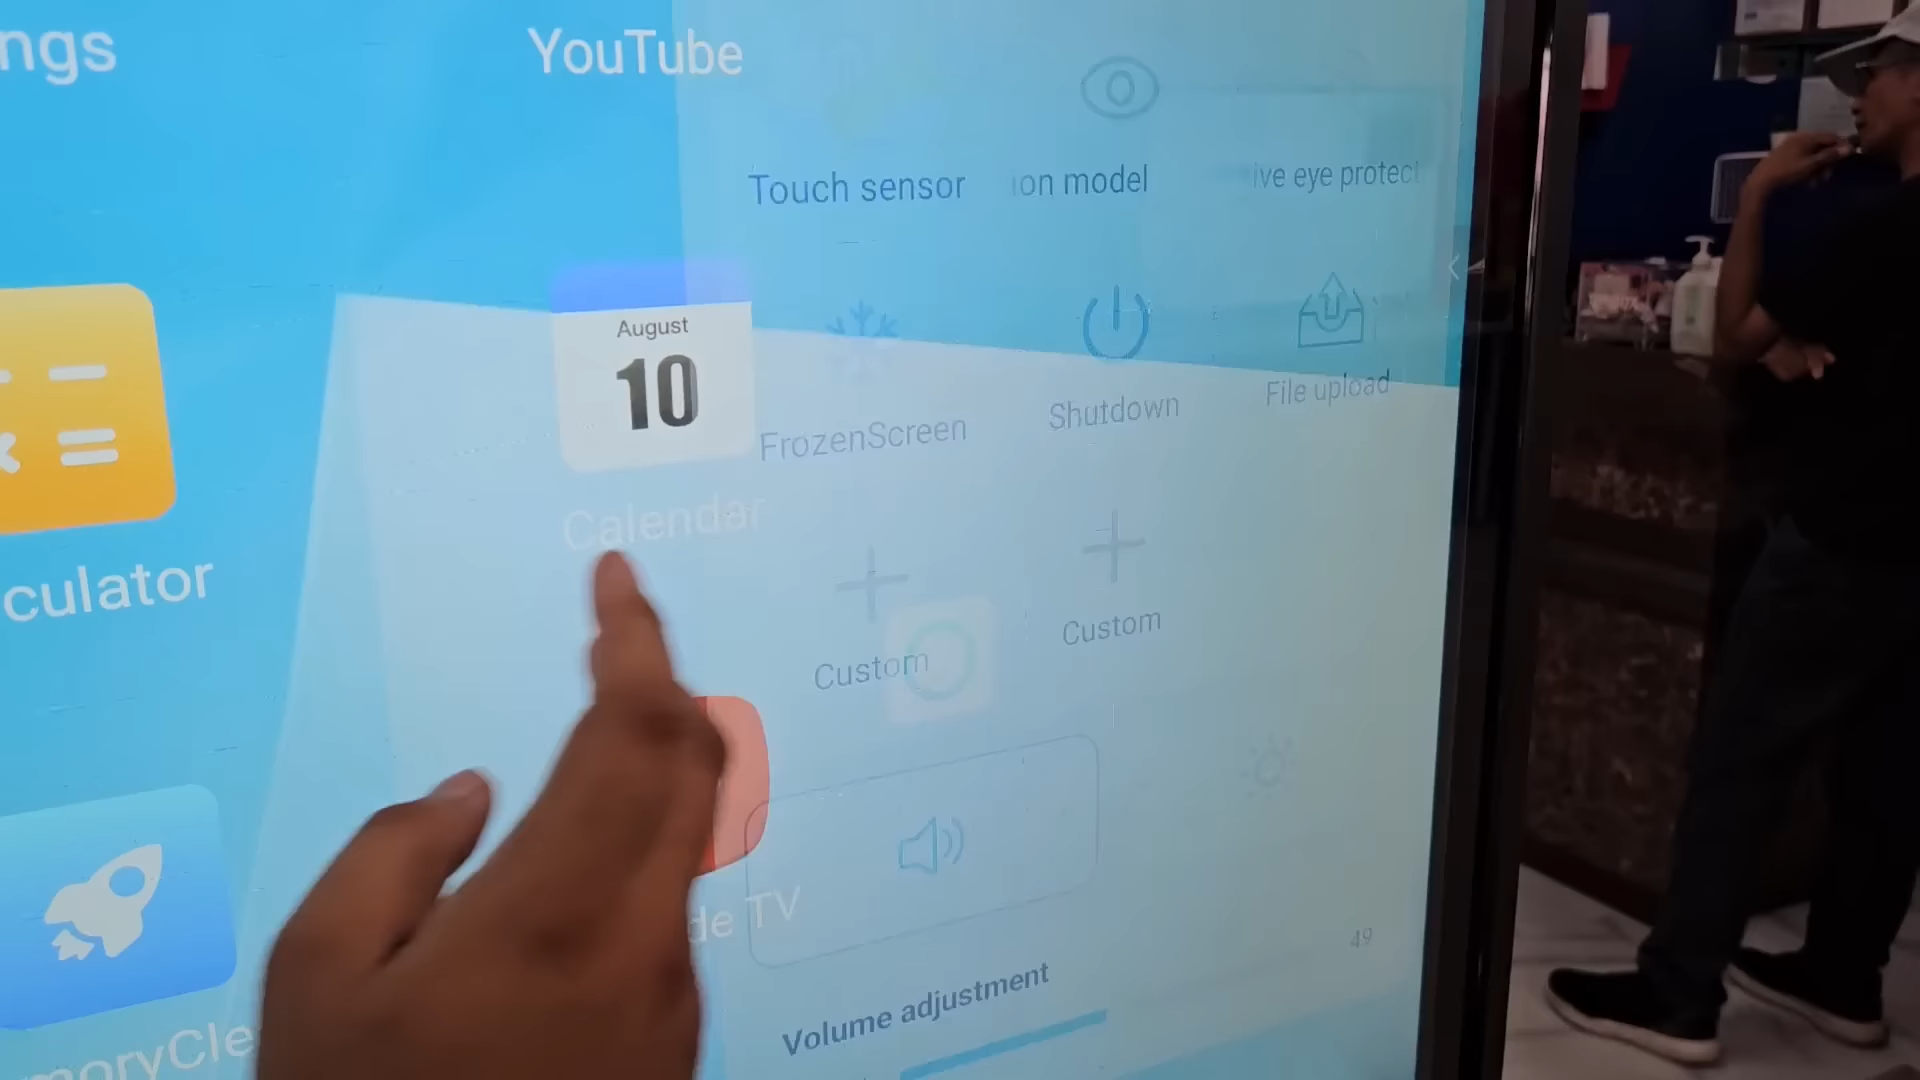 ngs
YouTube
Touch sensor
ion model
ive eye protect
August
10
Calendar
FrozenScreen
Shutdown
File upload
culator
Custom
Custom
de TV
49
Volume adjustment
moryCle